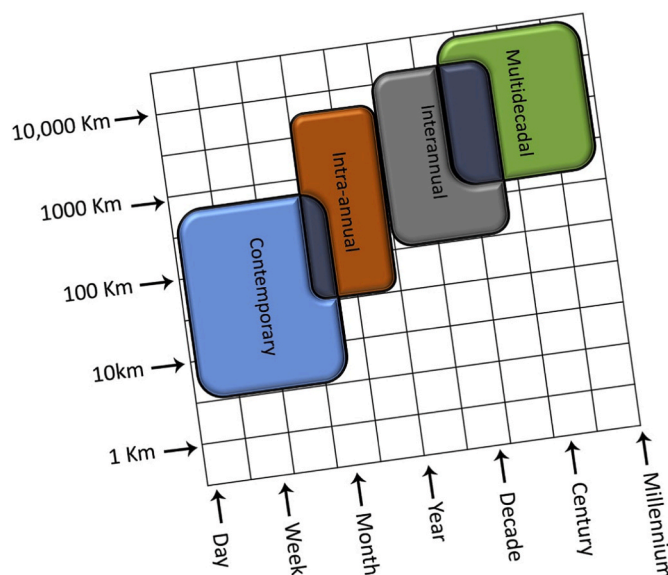 10,000 Km
1000 Km
100 Km
10km
1 Km
Contemporary
Intra-annual
Interannual
Multidecadal
Day
Week
Month
Year
Decade
Century
Millennium